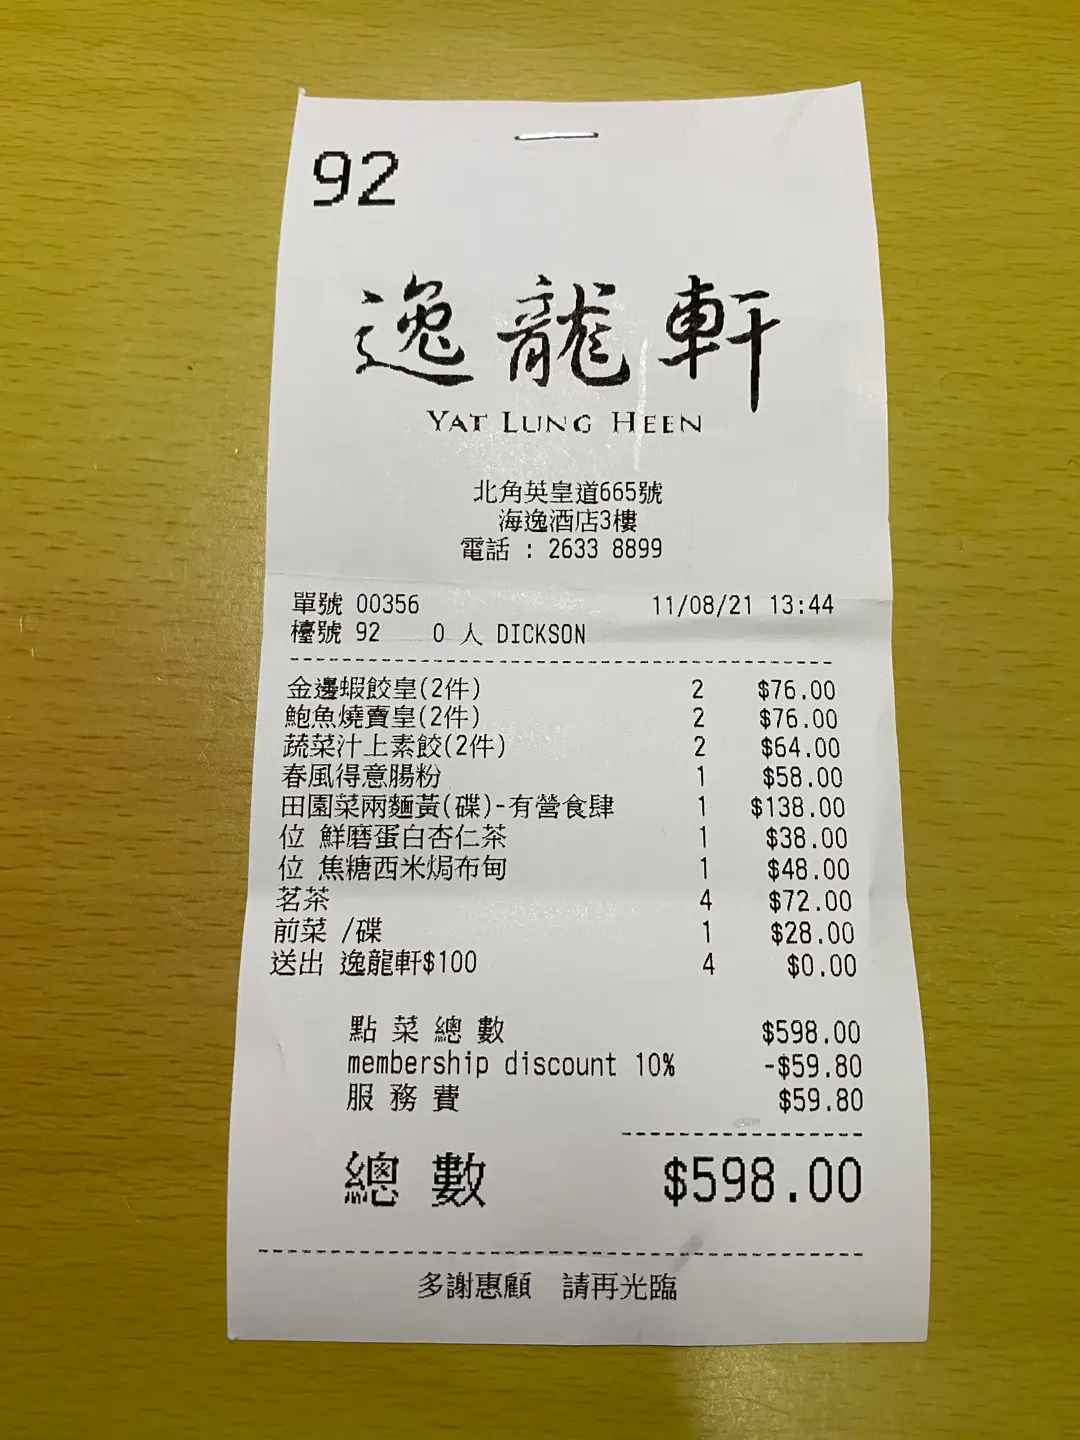 92
逸龍軒
YAT LUNG HEEN
北角英皇道665號
海逸酒店3樓
電話 : 2633 8899
單號 00356 11/08/21 13:44
檯號 92 0 人 DICKSON
金邊蝦餃皇(2件) 2 $76.00
鮑魚燒賣皇(2件) 2 $76.00
蔬菜汁上素餃(2件) 2 $64.00
春風得意腸粉 1 $58.00
田園菜兩麵黃(碟)-有營食肆 1 $138.00
位 鮮磨蛋白杏仁茶 1 $38.00
位 焦糖西米焗布甸 1 $48.00
茗茶 4 $72.00
前菜 /碟 1 $28.00
送出 逸龍軒$100 4 $0.00
點菜總數 $598.00
membership discount 10% -$59.80
服務費 $59.80
總數 $598.00
多謝惠顧 請再光臨